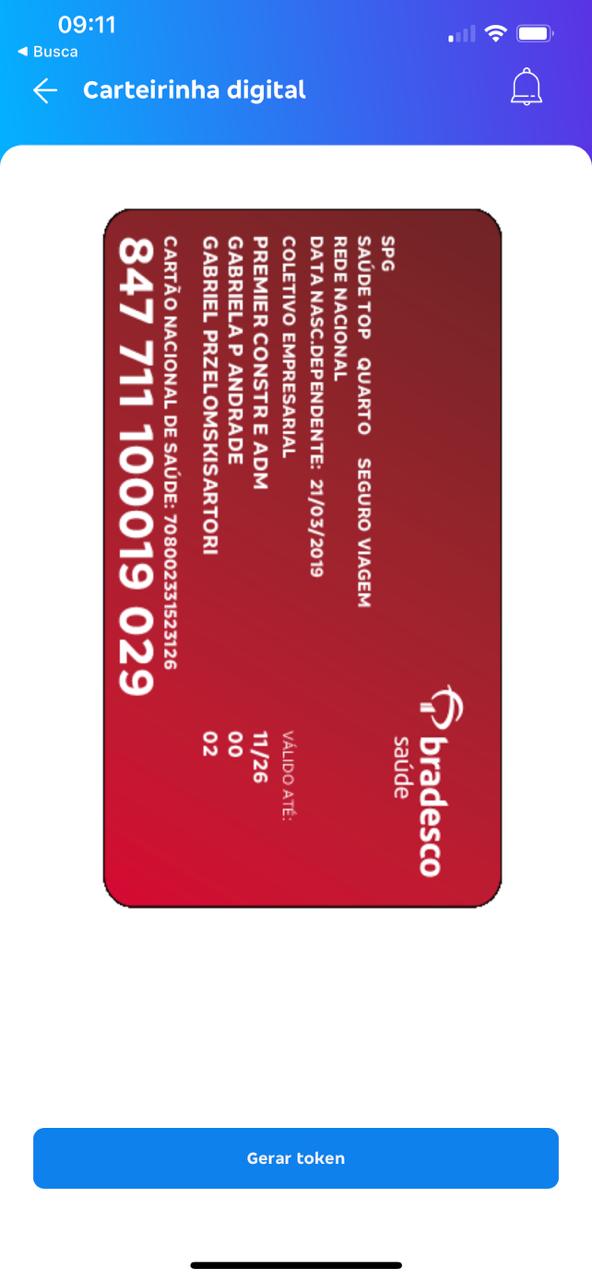 09:11
◀ Busca
Carteirinha digital
bradesco
saúde
SPG
SAÚDE TOP QUARTO SEGURO VIAGEM
REDE NACIONAL
DATA NASC.DEPENDENTE: 21/03/2019
COLETIVO EMPRESARIAL VÁLIDO ATÉ:
PREMIER CONSTR E ADM 11/26
GABRIELA P ANDRADE 00
GABRIEL PRZELOMSKISARTORI 02
CARTÃO NACIONAL DE SAÚDE: 708002331523126
847 711 100019 029
Gerar token